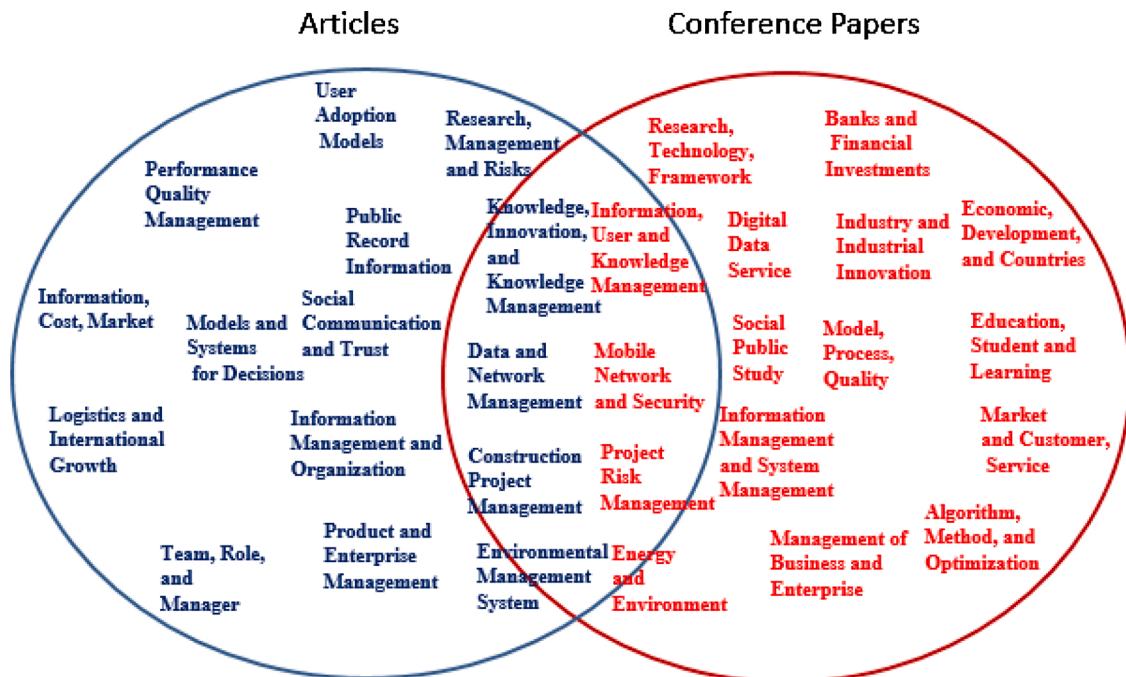 Articles
Conference Papers
User
Adoption
Models
Research,
Management
and Risks
Performance
Quality
Management
Public
Record
Information
Knowledge,
Innovation,
and
Knowledge
Management
Information,
Cost, Market
Models and
Systems
for Decisions
Social
Communication
and Trust
Data and
Network
Management
Logistics and
International
Growth
Information
Management and
Organization
Construction
Project
Management
Team, Role,
and
Manager
Product and
Enterprise
Management
Environmental
Management
System
Research,
Technology,
Framework
Banks and
Financial
Investments
Information,
User and
Knowledge
Management
Digital
Data
Service
Industry and
Industrial
Innovation
Economic,
Development,
and Countries
Mobile
Network
and Security
Social
Public
Study
Model,
Process,
Quality
Education,
Student and
Learning
Project
Risk
Management
Information
Management
and System
Management
Market
and Customer,
Service
Energy
and
Environment
Management of
Business and
Enterprise
Algorithm,
Method, and
Optimization